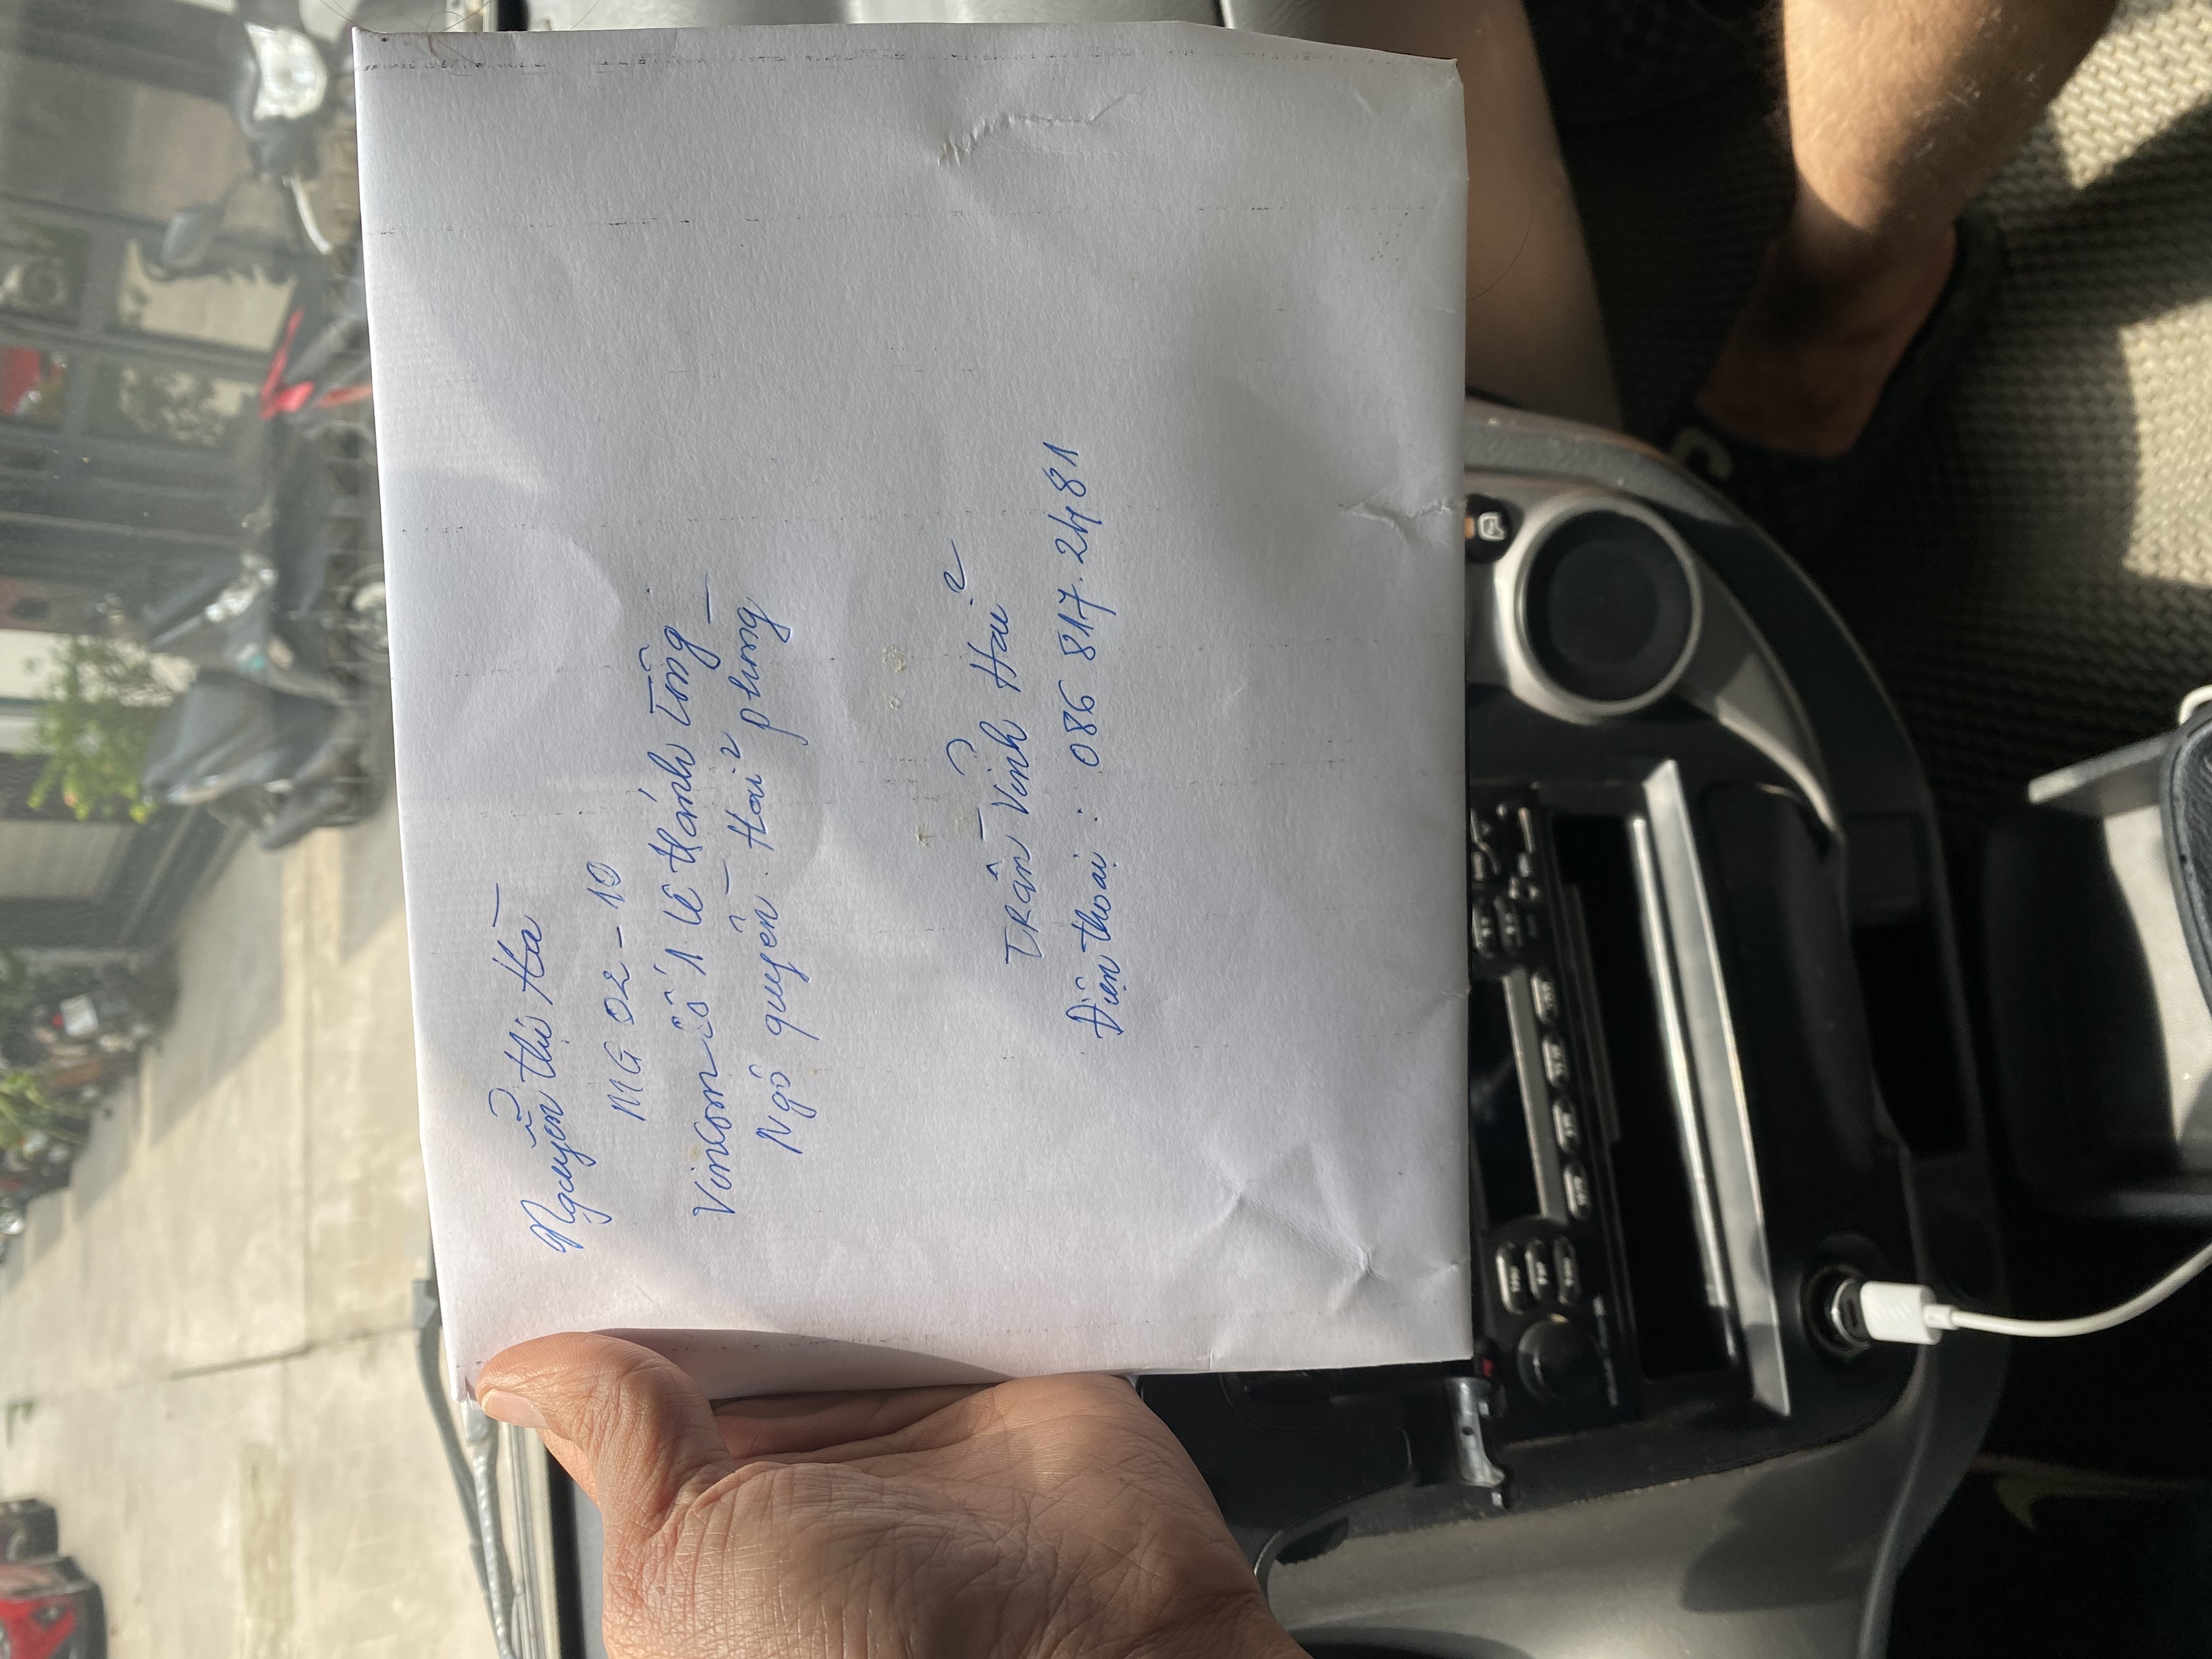 Nguyễn thị Hà
MG 02 - 10
Vincom số 1 Lê thánh Tông -
Ngô quyền. Hải phòng
Trần Vĩnh Hải
Điện thoại : 086 817. 2481